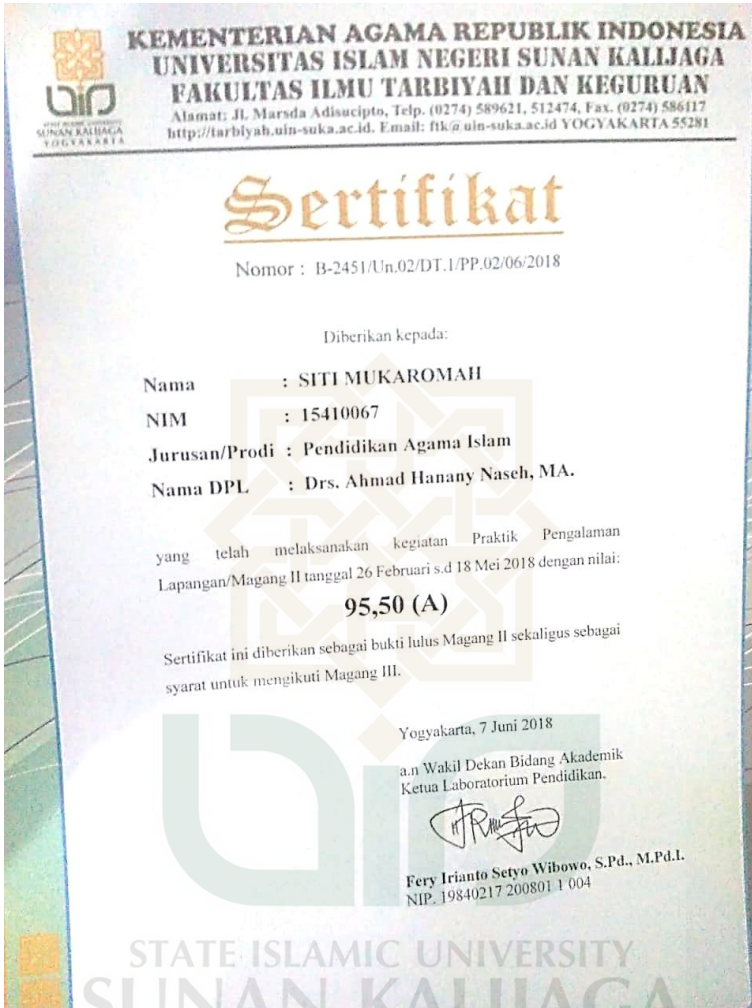 KEMENTERIAN AGAMA REPUBLIK INDONESIA
UNIVERSITAS ISLAM NEGERI SUNAN KALIJAGA
FAKULTAS ILMU TARBIYAH DAN KEGURUAN
Alamat: Jl. Marsda Adisucipto, Telp. (0274) 589621, 512474, Fax. (0274) 586117
http://tarbiyah.uin-suka.ac.id. Email: ftk@uin-suka.ac.id YOGYAKARTA 55281
SUNAN KALIJAGA
YOGYAKARTA
Sertifikat
Nomor : B-2451/Un.02/DT.1/PP.02/06/2018
Diberikan kepada:
Nama : SITI MUKAROMAH
NIM : 15410067
Jurusan/Prodi : Pendidikan Agama Islam
Nama DPL : Drs. Ahmad Hanany Naseh, MA.
yang telah melaksanakan kegiatan Praktik Pengalaman
Lapangan/Magang II tanggal 26 Februari s.d 18 Mei 2018 dengan nilai:
95,50 (A)
Sertifikat ini diberikan sebagai bukti lulus Magang II sekaligus sebagai
syarat untuk mengikuti Magang III.
Yogyakarta, 7 Juni 2018
a.n Wakil Dekan Bidang Akademik
Ketua Laboratorium Pendidikan.
Fery Irianto Setyo Wibowo, S.Pd., M.Pd.I.
NIP. 19840217 200801 1 004
STATE ISLAMIC UNIVERSITY
SUNAN KALIJAGA